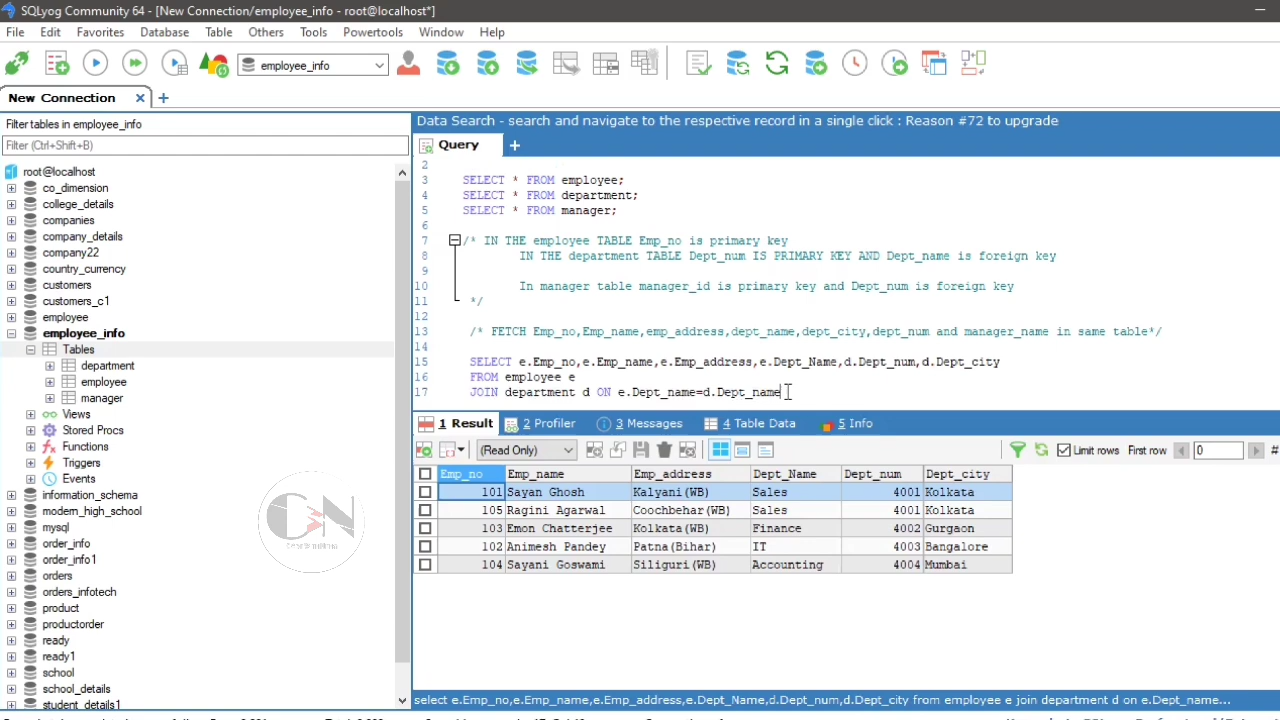 SQLyog Community 64 - [New Connection/employee_info - root@localhost*]
File Edit Favorites Database Table Others Tools Powertools Window Help
employee_info
New Connection
Filter tables in employee_info
Filter (Ctrl+Shift+B)
root@localhost
co_dimension
college_details
companies
company_details
company22
country_currency
customers
customers_c1
employee
employee_info
Tables
department
employee
manager
Views
Stored Procs
Functions
Triggers
Events
information_schema
modern_high_school
mysql
order_info
order_info1
orders
orders_infotech
product
productorder
ready
ready1
school
school_details
student_details1
Data Search - search and navigate to the respective record in a single click : Reason #72 to upgrade
Query
2
3 SELECT * FROM employee;
4 SELECT * FROM department;
5 SELECT * FROM manager;
6
7 /* IN THE employee TABLE Emp_no is primary key
8 IN THE department TABLE Dept_num IS PRIMARY KEY AND Dept_name is foreign key
9
10 In manager table manager_id is primary key and Dept_num is foreign key
11 */
12
13 /* FETCH Emp_no,Emp_name,emp_address,dept_name,dept_city,dept_num and manager_name in same table*/
14
15 SELECT e.Emp_no,e.Emp_name,e.Emp_address,e.Dept_Name,d.Dept_num,d.Dept_city
16 FROM employee e
17 JOIN department d ON e.Dept_name=d.Dept_name
1 Result 2 Profiler 3 Messages 4 Table Data 5 Info
(Read Only) Limit rows First row 0 #
Emp_no Emp_name Emp_address Dept_Name Dept_num Dept_city
101 Sayan Ghosh Kalyani(WB) Sales 4001 Kolkata
105 Ragini Agarwal Coochbehar(WB) Sales 4001 Kolkata
103 Emon Chatterjee Kolkata(WB) Finance 4002 Gurgaon
102 Animesh Pandey Patna(Bihar) IT 4003 Bangalore
104 Sayani Goswami Siliguri(WB) Accounting 4004 Mumbai
select e.Emp_no,e.Emp_name,e.Emp_address,e.Dept_Name,d.Dept_num,d.Dept_city from employee e join department d on e.Dept_name...